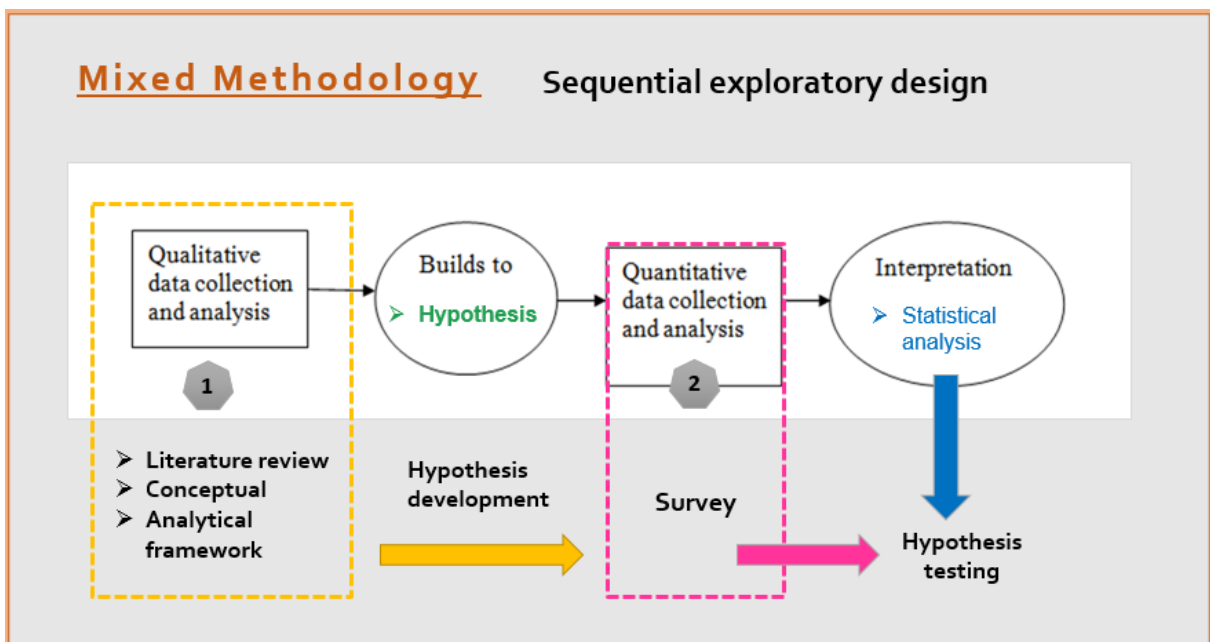 Mixed Methodology
Sequential exploratory design
Qualitative
data collection
and analysis
1
Builds to
➢ Hypothesis
Quantitative
data collection
and analysis
2
Interpretation
➢ Statistical
analysis
➢ Literature review
➢ Conceptual
➢ Analytical
framework
Hypothesis
development
Survey
Hypothesis
testing